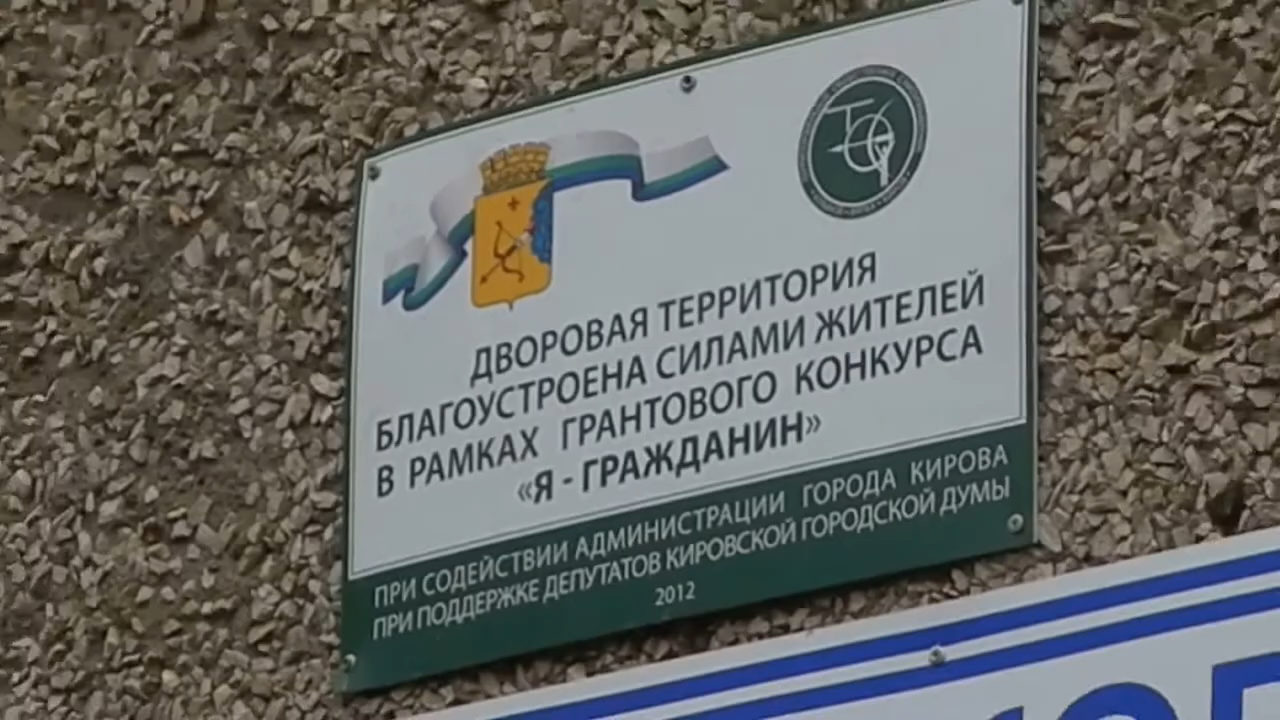 ДВОРОВАЯ ТЕРРИТОРИЯ
БЛАГОУСТРОЕНА СИЛАМИ ЖИТЕЛЕЙ
В РАМКАХ ГРАНТОВОГО КОНКУРСА
«Я - ГРАЖДАНИН»
ПРИ СОДЕЙСТВИИ АДМИНИСТРАЦИИ ГОРОДА КИРОВА
ПРИ ПОДДЕРЖКЕ ДЕПУТАТОВ КИРОВСКОЙ ГОРОДСКОЙ ДУМЫ
2012